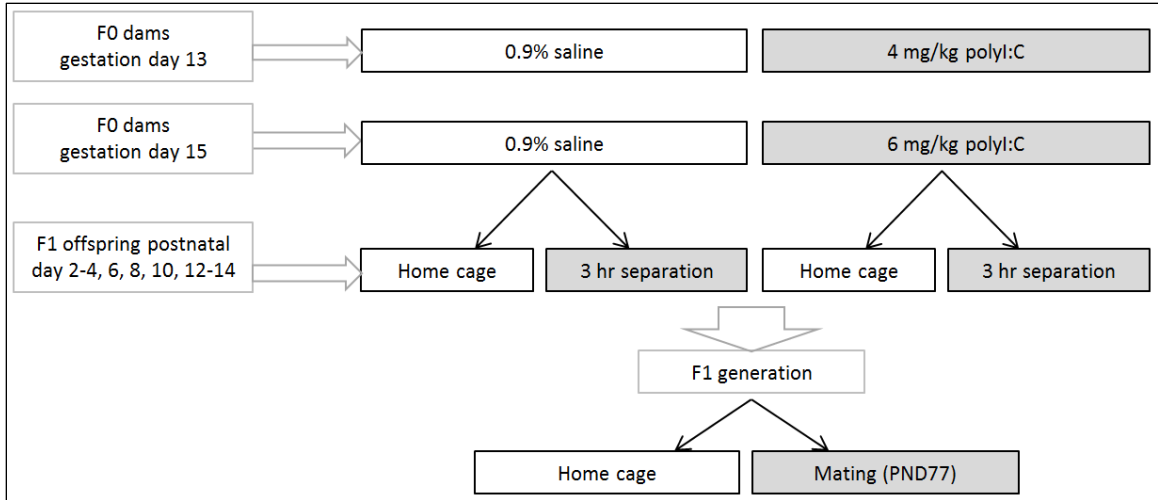 F0 dams
gestation day 13
0.9% saline
4 mg/kg polyI:C
F0 dams
gestation day 15
0.9% saline
6 mg/kg polyI:C
F1 offspring postnatal
day 2-4, 6, 8, 10, 12-14
Home cage
3 hr separation
Home cage
3 hr separation
F1 generation
Home cage
Mating (PND77)